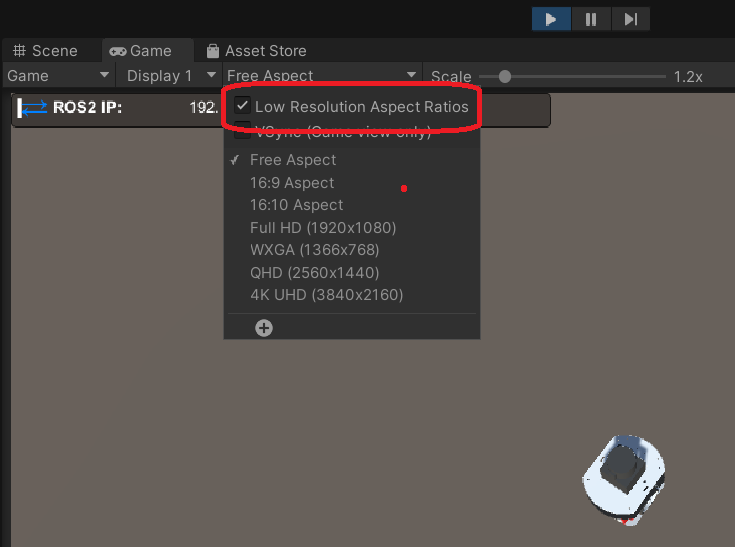 Scene Game Asset Store
Game Display 1 Free Aspect Scale 1.2x
ROS2 IP: 192.
Low Resolution Aspect Ratios
VSync (Game view only)
Free Aspect
16:9 Aspect
16:10 Aspect
Full HD (1920x1080)
WXGA (1366x768)
QHD (2560x1440)
4K UHD (3840x2160)